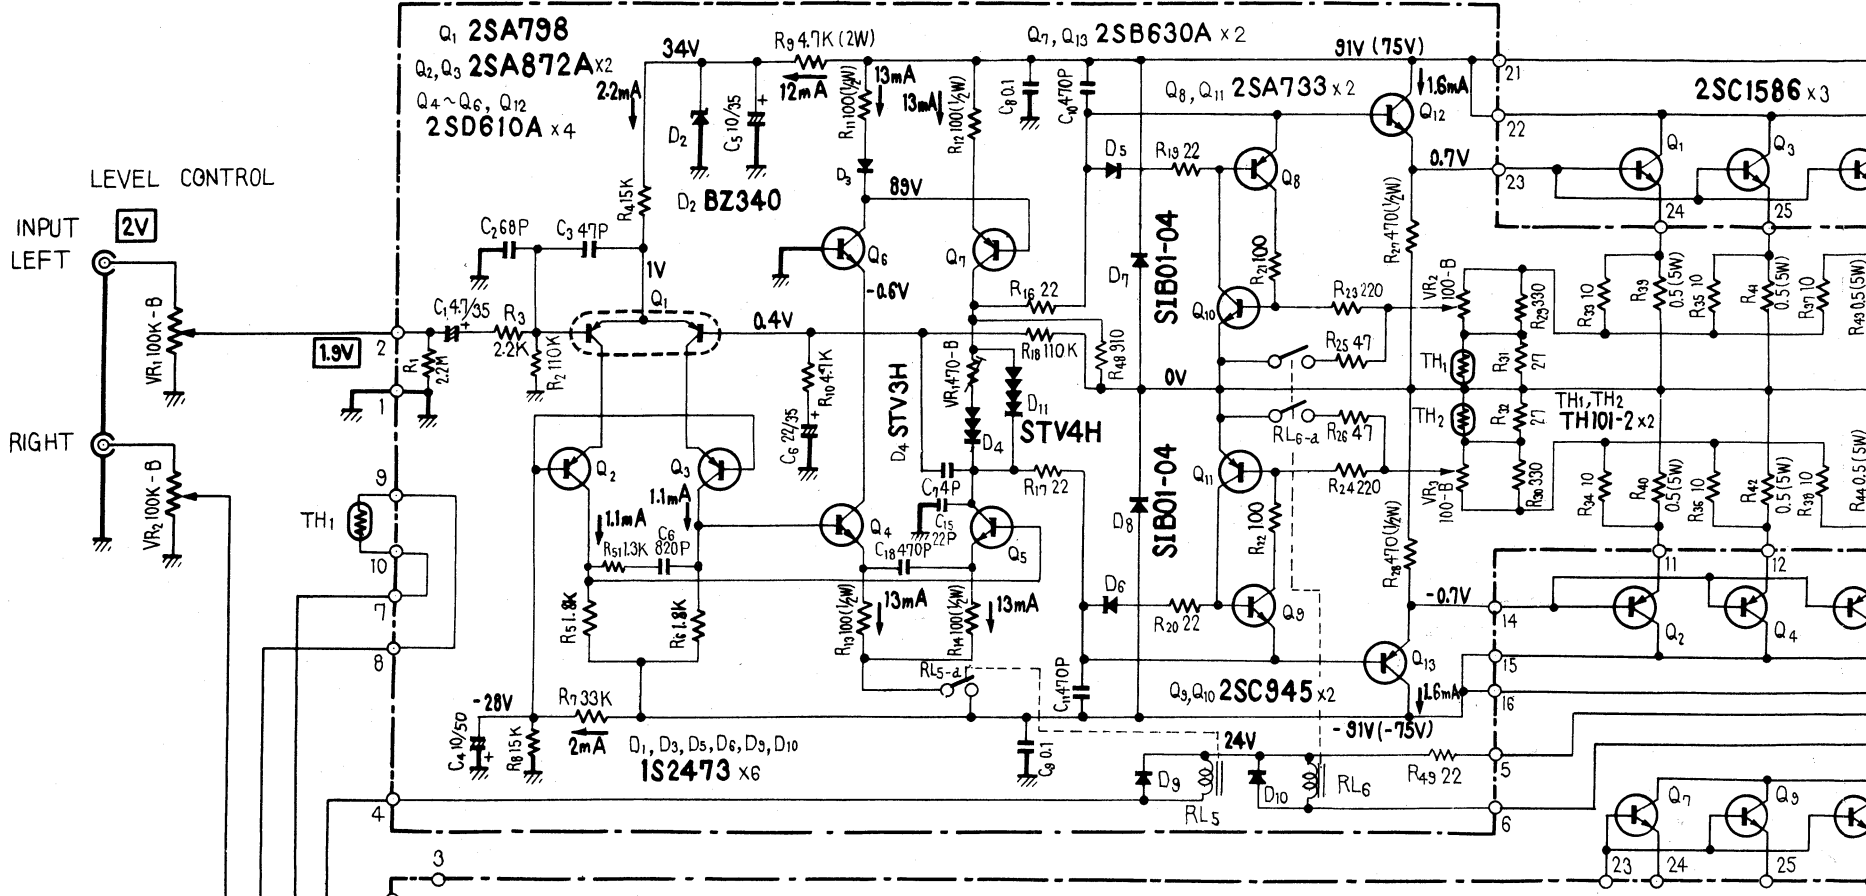 Q1 2SA798
Q2, Q3 2SA872A×2
Q4~Q6, Q12
2SD610A ×4
34V
R9 4.7K (2W)
12mA
2.2mA
D2
C5 10/35
D2 BZ340
R4 15K
R11 100(½W)
13mA
13mA
R12 100(½W)
D3
89V
Q7, Q13 2SB630A ×2
C8 0.1
C10 470P
Q8, Q11 2SA733 ×2
91V (75V)
1.6mA
Q12
21
22
23
0.7V
2SC1586 ×3
Q1
Q3
24
25
LEVEL CONTROL
INPUT
2V
LEFT
VR1 100K-B
RIGHT
VR2 100K-B
C2 68P
C3 47P
1V
Q1
C1 4.7/35
R3
2.2K
1.9V
2
R1
2.2M
1
R2 110K
0.4V
Q6
-0.6V
Q7
R16 22
R18 110K
R48 910
R10 4.7K
C6 22/35
D4 STV3H
VR1 470-B
D11
STV4H
D4
C7 4P
R17 22
C15
22P
D5
R19 22
Q8
D7
SIB01-04
R21 100
Q10
R23 220
R25 47
R27 470(½W)
VR2
100-B
R29 330
TH1
R31
27
0V
TH2
R32
27
TH1, TH2
TH101-2 ×2
RL6-a
R26 47
Q11
R24 220
VR3
100-B
R30 330
R33 10
R39
0.5 (5W)
R35 10
R41
0.5 (5W)
R37 10
R43 0.5(5W)
R34 10
R40
0.5 (5W)
R36 10
R42
0.5 (5W)
R38 10
R44 0.5 (5W)
D8
SIB01-04
R22 100
R28 470(½W)
Q2
Q3
1.1mA
1.1mA
C6
R51 1.3K 820P
Q4
C18 470P
Q5
R5 1.8K
R6 1.8K
R13 100(½W)
13mA
R14 100(½W)
13mA
RL5-a
D6
R20 22
Q9
C11 470P
Q9, Q10 2SC945 ×2
-0.7V
Q13
1.6mA
-91V(-75V)
11
12
14
15
16
Q2
Q4
TH1
9
10
7
8
4
-28V
R7 33K
2mA
C4 10/50
R8 15K
D1, D3, D5, D6, D9, D10
1S2473 ×6
C9 0.1
24V
D9
RL5
D10
RL6
R49 22
5
6
3
Q7
Q9
23
24
25